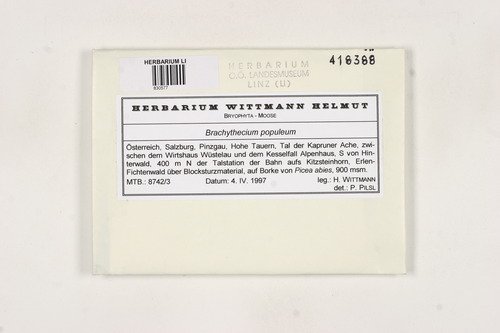 HERBARIUM LI
830577
HERBARIUM
O.Ö. LANDESMUSEUM
LINZ (U)
410388
HERBARIUM WITTMANN HELMUT
BRYOPHYTA - MOOSE
Brachythecium populeum
Österreich, Salzburg, Pinzgau, Hohe Tauern, Tal der Kapruner Ache, zwi-
schen dem Wirtshaus Wüstelau und dem Kesselfall Alpenhaus, S von Hin-
terwald, 400 m N der Talstation der Bahn aufs Kitzsteinhorn, Erlen-
Fichtenwald über Blocksturzmaterial, auf Borke von Picea abies, 900 msm.
MTB.: 8742/3 Datum: 4. IV. 1997 leg.: H. WITTMANN
det.: P. PILSL